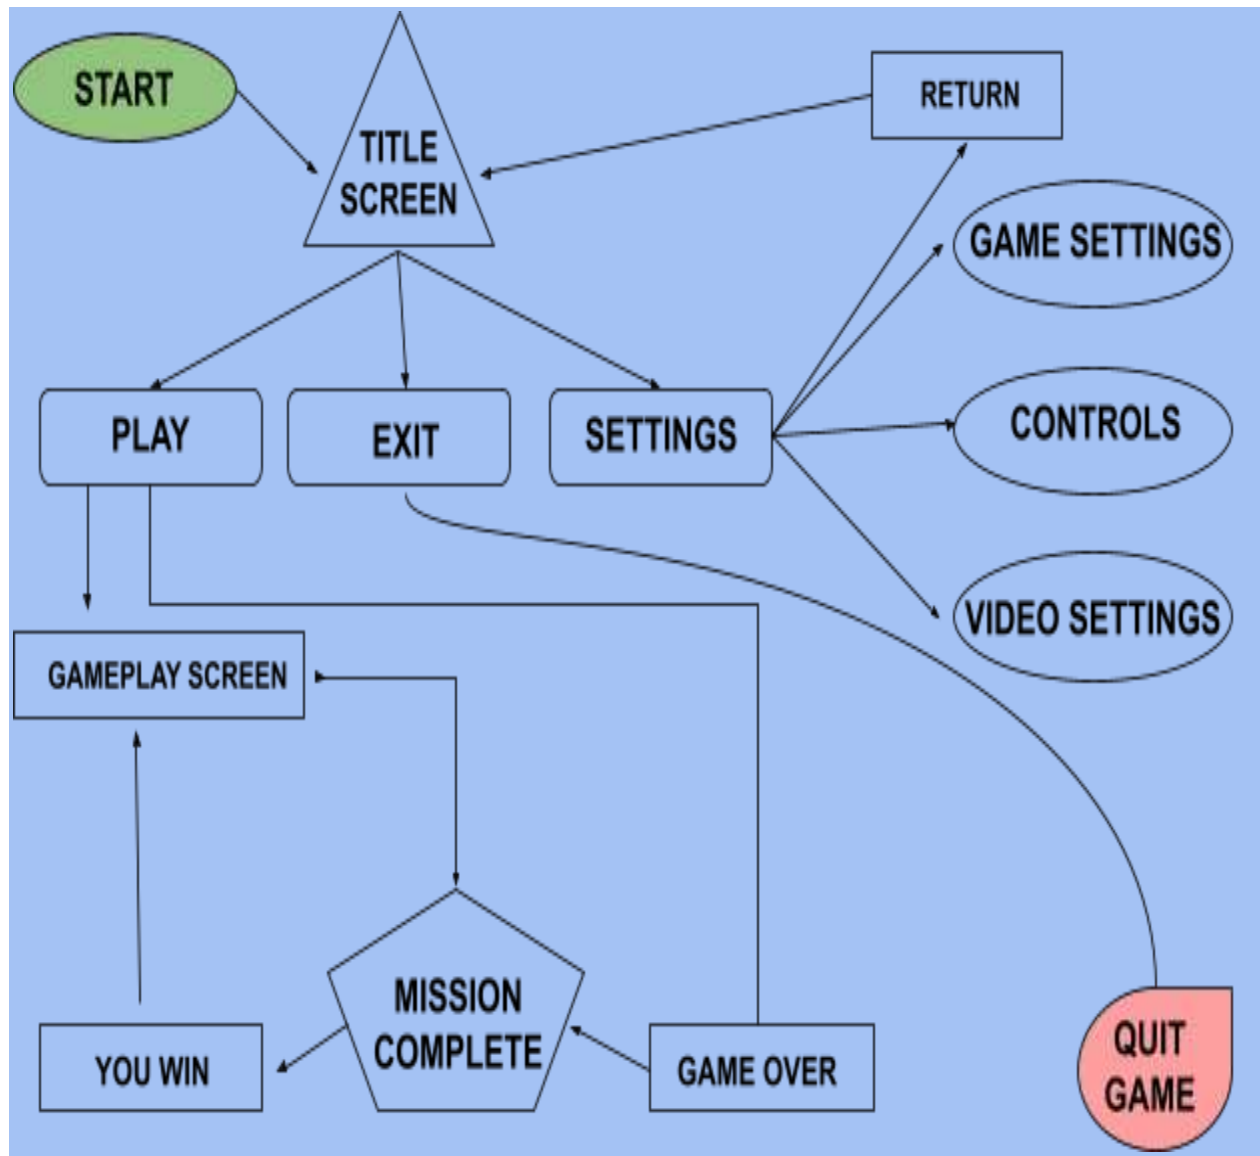 START
TITLE
SCREEN
RETURN
GAME SETTINGS
CONTROLS
VIDEO SETTINGS
PLAY
EXIT
SETTINGS
GAMEPLAY SCREEN
MISSION
COMPLETE
YOU WIN
GAME OVER
QUIT
GAME